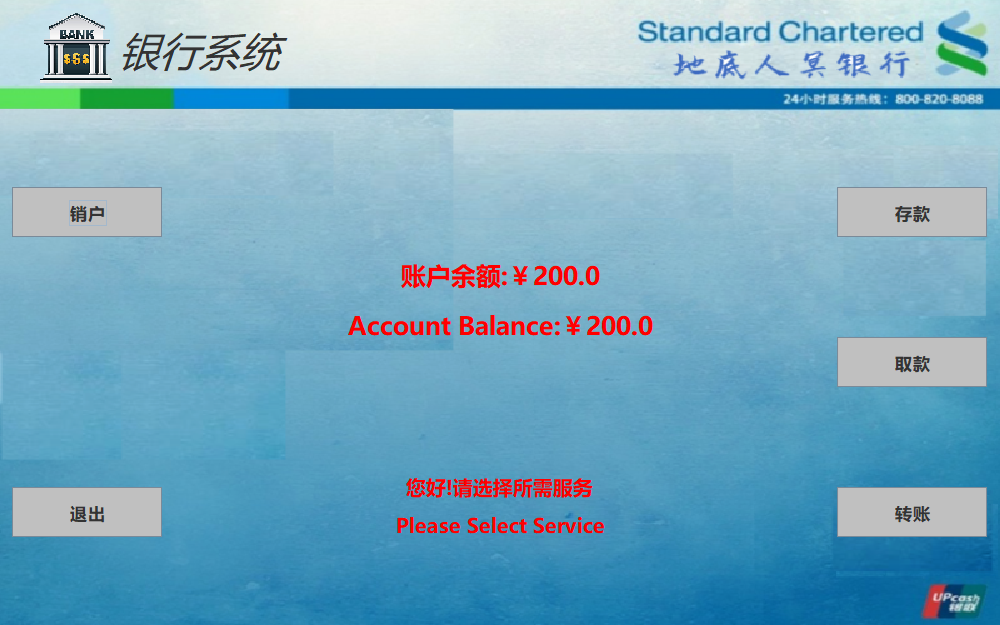 BANK
$$$
银行系统
Standard Chartered
地底人冥银行
24小时服务热线：800-820-8088
销户
存款
账户余额:￥200.0
Account Balance:￥200.0
取款
您好!请选择所需服务
退出
转账
Please Select Service
UPcash
银联